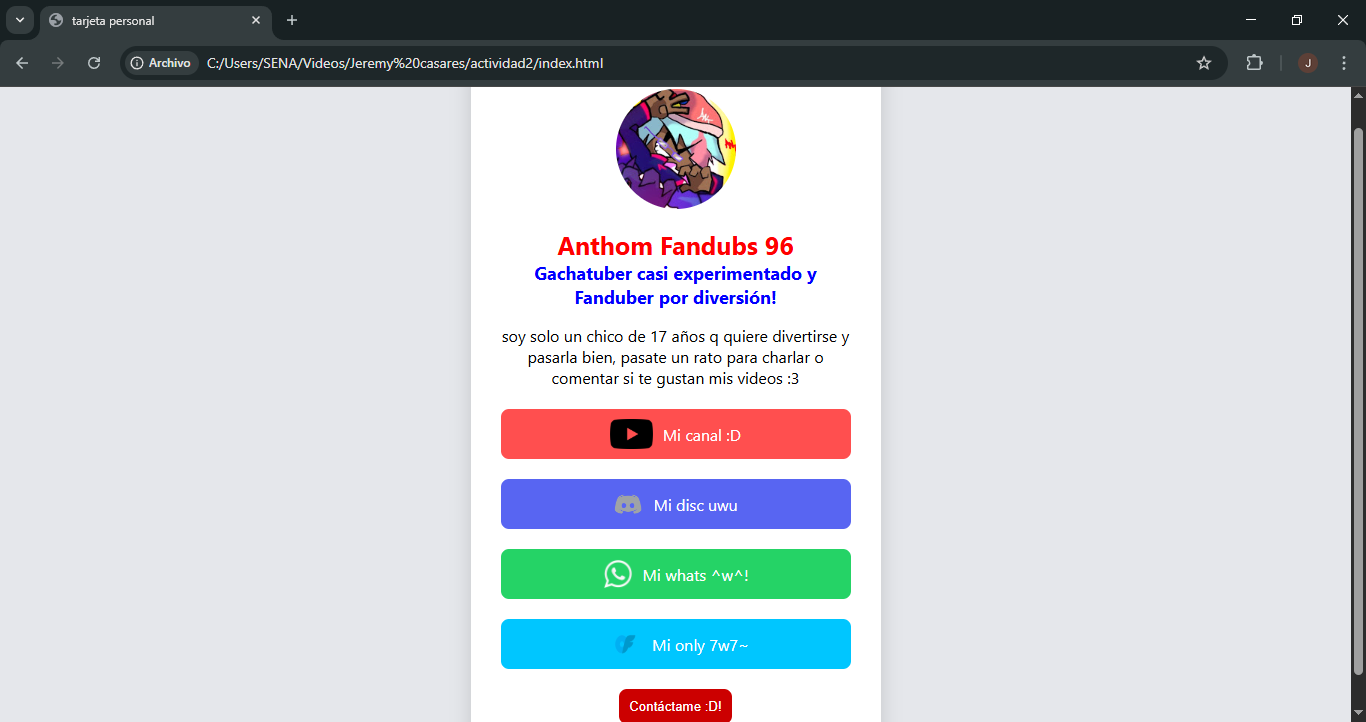 tarjeta personal
Archivo
C:/Users/SENA/Videos/Jeremy%20casares/actividad2/index.html
J
Anthom Fandubs 96
Gachatuber casi experimentado y
Fanduber por diversión!
soy solo un chico de 17 años q quiere divertirse y
pasarla bien, pasate un rato para charlar o
comentar si te gustan mis videos :3
Mi canal :D
Mi disc uwu
Mi whats ^w^!
Mi only 7w7~
Contáctame :D!